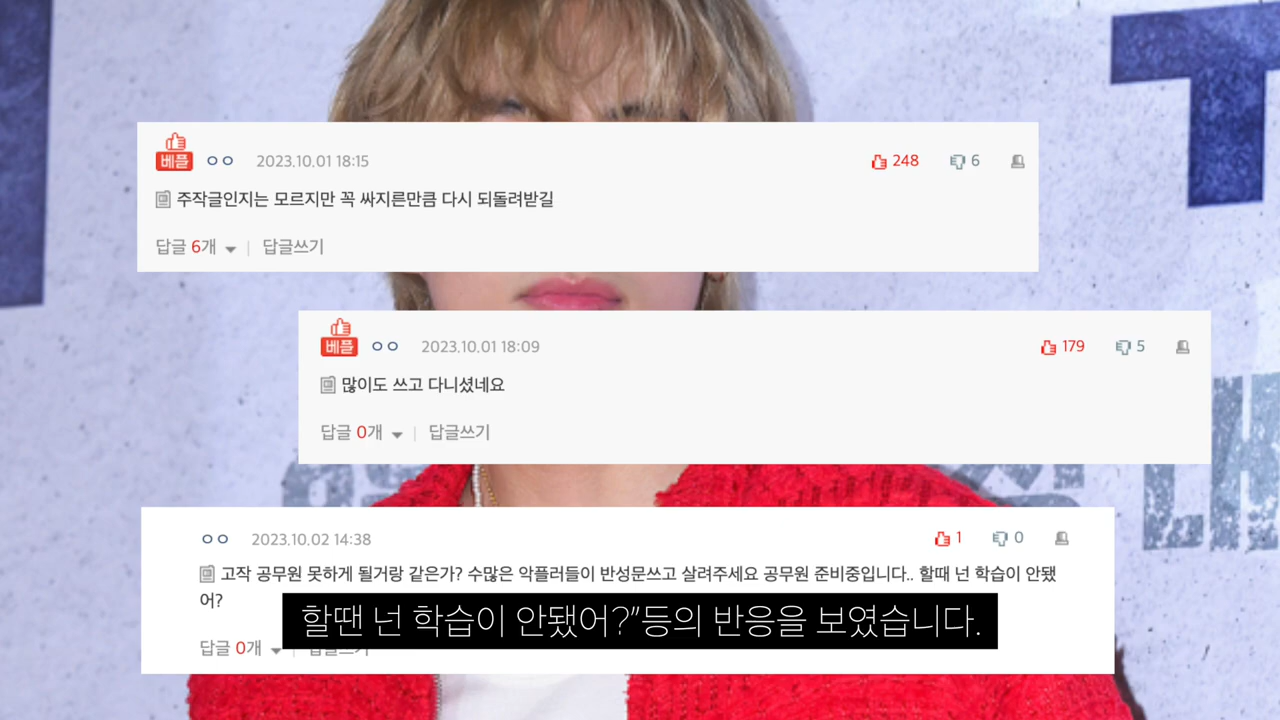 베플 ㅇㅇ 2023.10.01 18:15 248 6
주작글인지는 모르지만 꼭 싸지른만큼 다시 되돌려받길
답글 6개 | 답글쓰기
베플 ㅇㅇ 2023.10.01 18:09 179 5
많이도 쓰고 다니셨네요
답글 0개 | 답글쓰기
ㅇㅇ 2023.10.02 14:38 1 0
고작 공무원 못하게 될거랑 같은가? 수많은 악플러들이 반성문쓰고 살려주세요 공무원 준비중입니다.. 할때 넌 학습이 안됐
어?
할땐 넌 학습이 안됐어?”등의 반응을 보였습니다.
답글 0개 답글쓰기